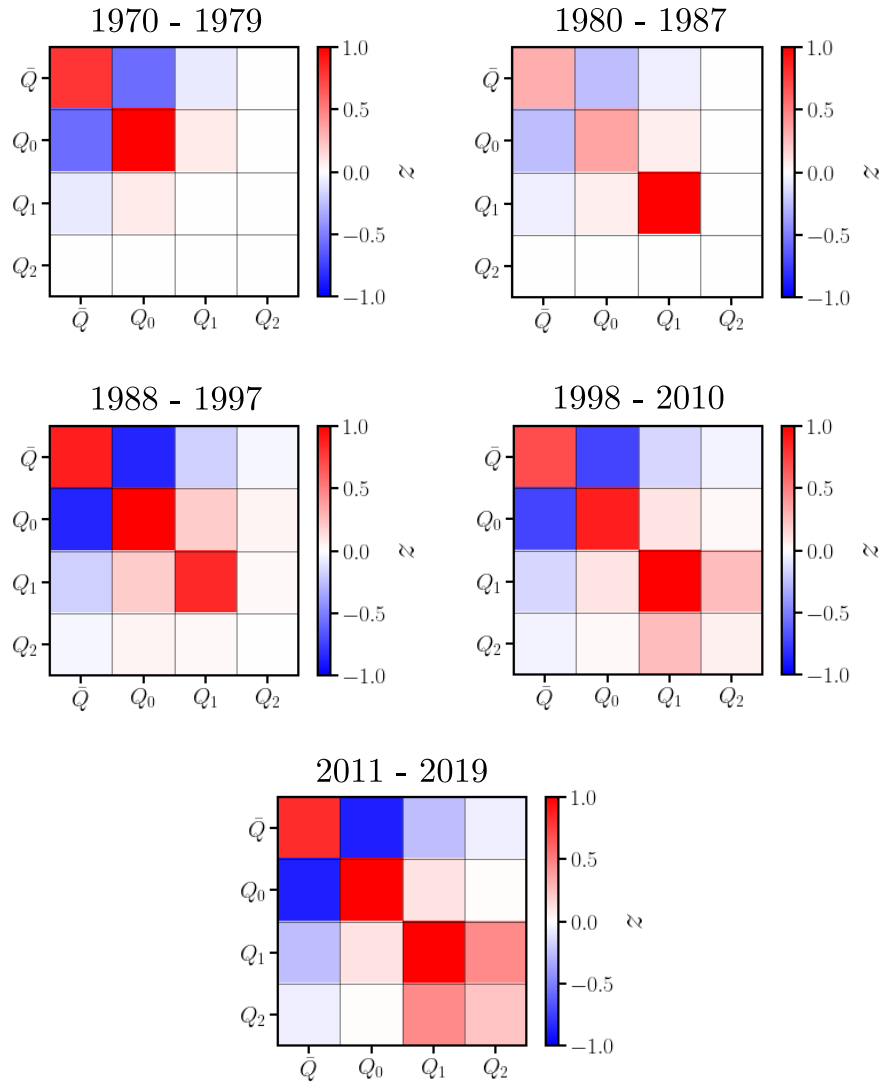 1970 - 1979
1.0
0.5
0.0
−0.5
−1.0
z
Q̄
Q₀
Q₁
Q₂
Q̄ Q₀ Q₁ Q₂
1980 - 1987
1.0
0.5
0.0
−0.5
−1.0
z
Q̄
Q₀
Q₁
Q₂
Q̄ Q₀ Q₁ Q₂
1988 - 1997
1.0
0.5
0.0
−0.5
−1.0
z
Q̄
Q₀
Q₁
Q₂
Q̄ Q₀ Q₁ Q₂
1998 - 2010
1.0
0.5
0.0
−0.5
−1.0
z
Q̄
Q₀
Q₁
Q₂
Q̄ Q₀ Q₁ Q₂
2011 - 2019
1.0
0.5
0.0
−0.5
−1.0
z
Q̄
Q₀
Q₁
Q₂
Q̄ Q₀ Q₁ Q₂